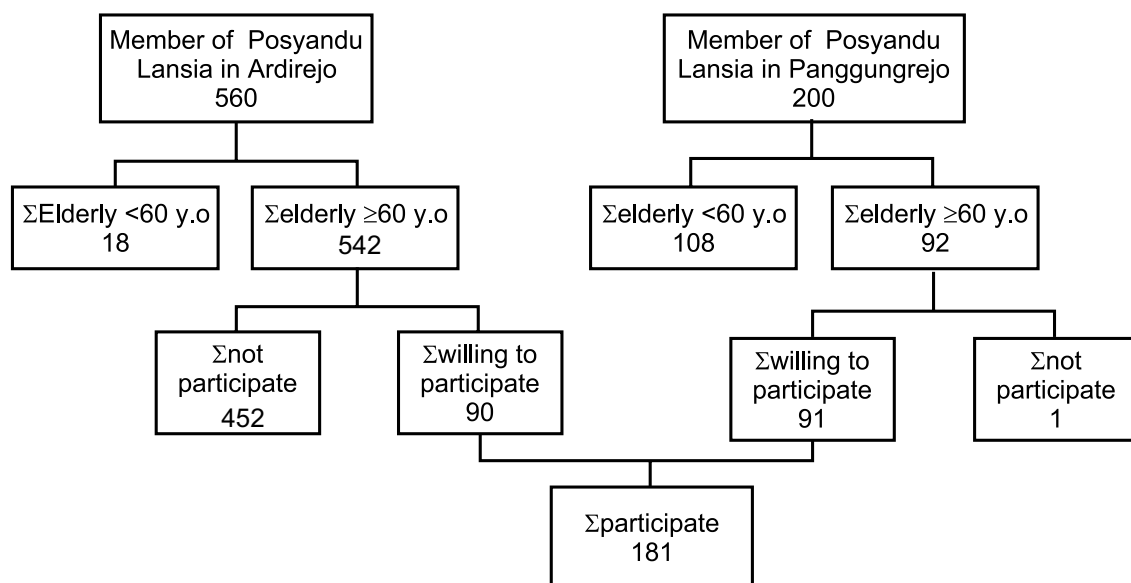 Member of Posyandu
Lansia in Ardirejo
560
Member of Posyandu
Lansia in Panggungrejo
200
ΣElderly <60 y.o
18
Σelderly ≥60 y.o
542
Σelderly <60 y.o
108
Σelderly ≥60 y.o
92
Σnot
participate
452
Σwilling to
participate
90
Σwilling to
participate
91
Σnot
participate
1
Σparticipate
181